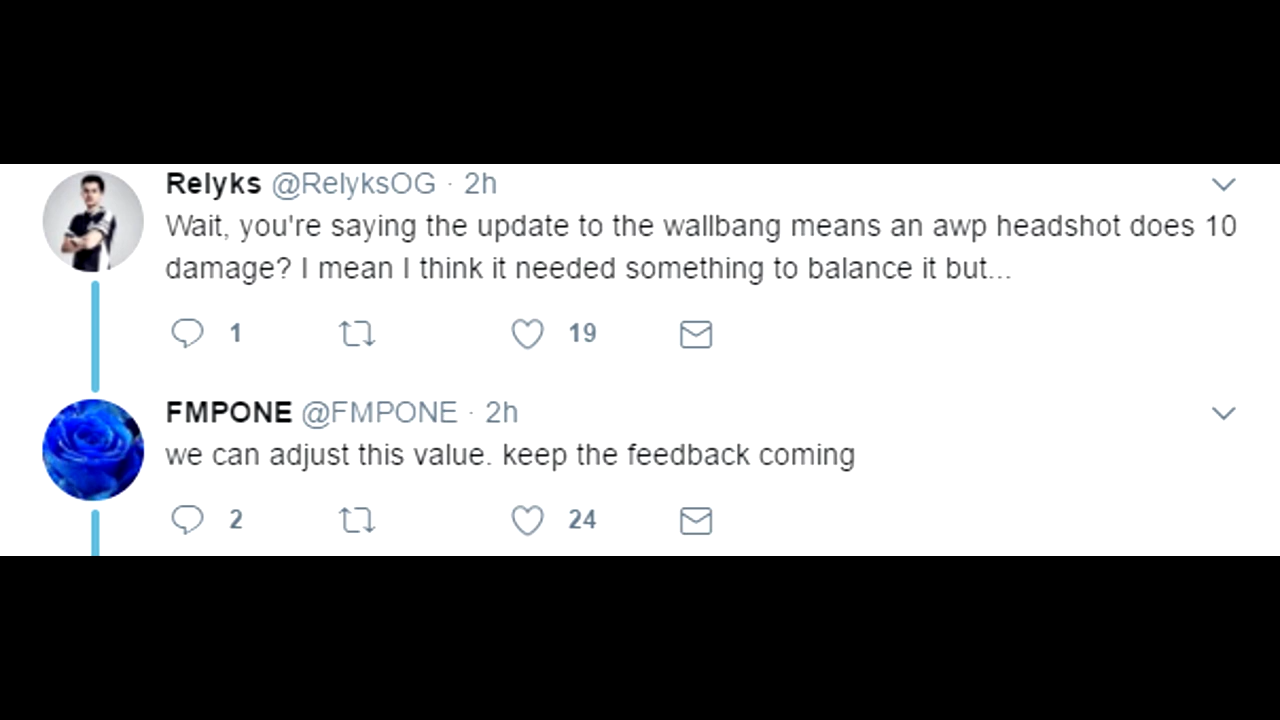 Relyks @RelyksOG · 2h
Wait, you're saying the update to the wallbang means an awp headshot does 10
damage? I mean I think it needed something to balance it but...
1 19
FMPONE @FMPONE · 2h
we can adjust this value. keep the feedback coming
2 24